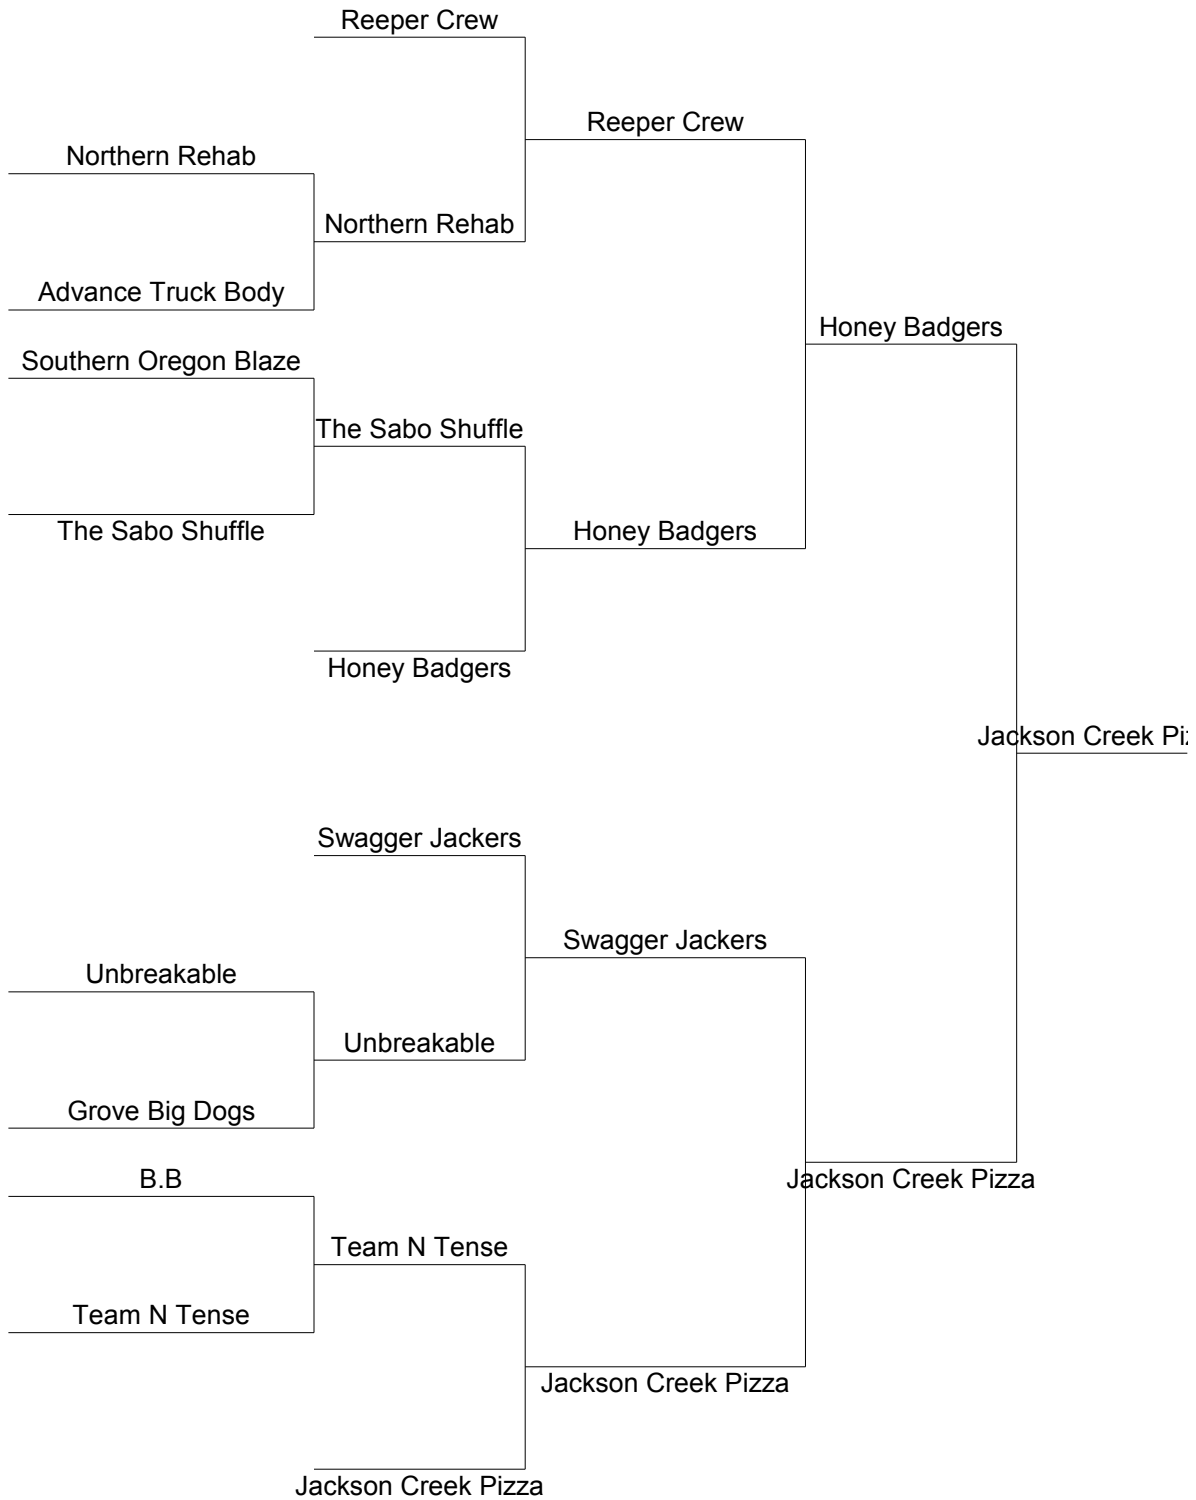 Reeper Crew
Reeper Crew
Northern Rehab
Northern Rehab
Advance Truck Body
Honey Badgers
Southern Oregon Blaze
The Sabo Shuffle
The Sabo Shuffle
Honey Badgers
Honey Badgers
Jackson Creek Piz
Swagger Jackers
Swagger Jackers
Unbreakable
Unbreakable
Grove Big Dogs
B.B
Jackson Creek Pizza
Team N Tense
Team N Tense
Jackson Creek Pizza
Jackson Creek Pizza